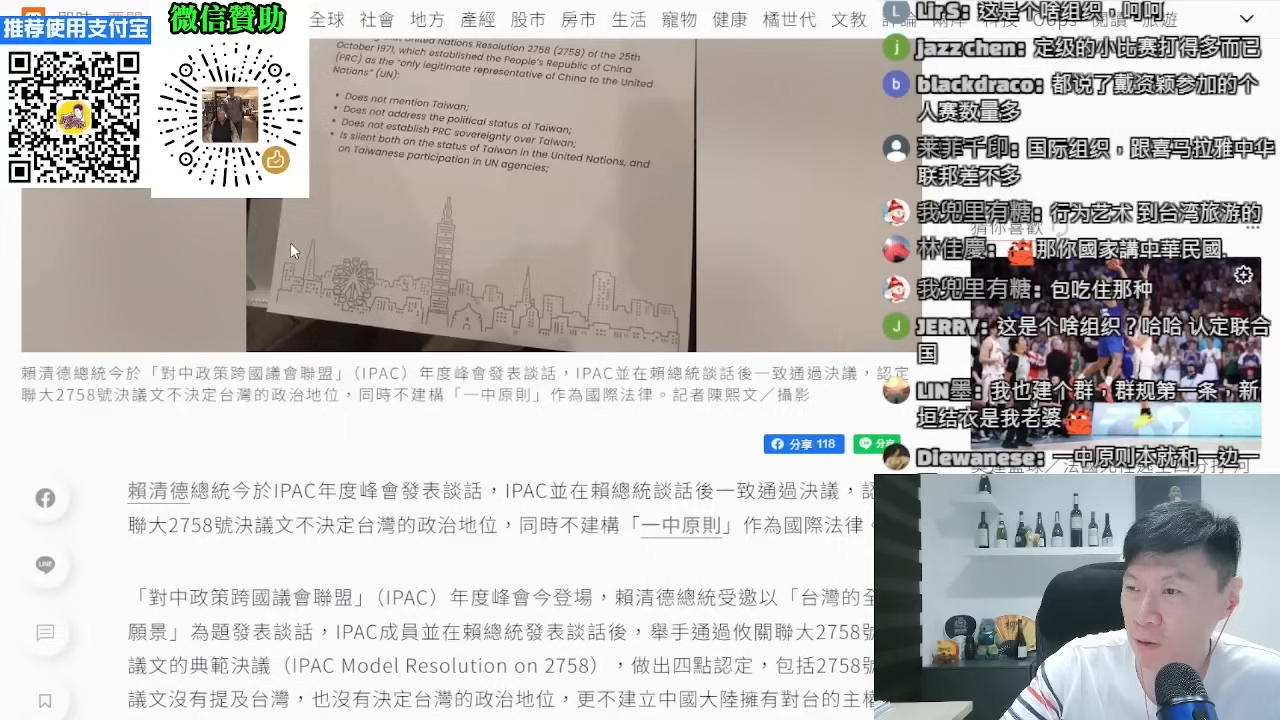 微信贊助
推荐使用支付宝
全球 社會 地方 產經 股市 房市 生活 寵物 健康 橘世代 文教
United Nations Resolution 2758 (2758) of the 25th
October 1971, which established the People's Republic of China
(PRC) as the "only legitimate representative of China to the United
Nations" (UN):
• Does not mention Taiwan;
• Does not address the political status of Taiwan;
• Does not establish PRC sovereignty over Taiwan;
• Is silent both on the status of Taiwan in the United Nations, and
on Taiwanese participation in UN agencies;
賴清德總統今於「對中政策跨國議會聯盟」（IPAC）年度峰會發表談話，IPAC並在賴總統談話後一致通過決議，認定
聯大2758號決議文不決定台灣的政治地位，同時不建構「一中原則」作為國際法律。記者陳熙文／攝影
分享 118
分享
賴清德總統今於IPAC年度峰會發表談話，IPAC並在賴總統談話後一致通過決議，認
聯大2758號決議文不決定台灣的政治地位，同時不建構「一中原則」作為國際法律。
「對中政策跨國議會聯盟」（IPAC）年度峰會今登場，賴清德總統受邀以「台灣的全
願景」為題發表談話，IPAC成員並在賴總統發表談話後，舉手通過攸關聯大2758號
議文的典範決議（IPAC Model Resolution on 2758），做出四點認定，包括2758號
議文沒有提及台灣，也沒有決定台灣的政治地位，更不建立中國大陸擁有對台的主權
LINE
Lir S: 这是个啥组织，呵呵
jazz chen: 定级的小比赛打得多而已
blackdraco: 都说了戴资颖参加的个
人赛数量多
莱菲千印: 国际组织，跟喜马拉雅中华
联邦差不多
我兜里有糖: 行为艺术 到台湾旅游的
猜你喜歡
林佳慶: 那你國家講中華民國.
我兜里有糖: 包吃住那种
JERRY: 这是个啥组织？哈哈 认定联合
国
LIN墨: 我也建个群，群规第一条，新
垣结衣是我老婆
Diewanese: 一中原则本就和一边一